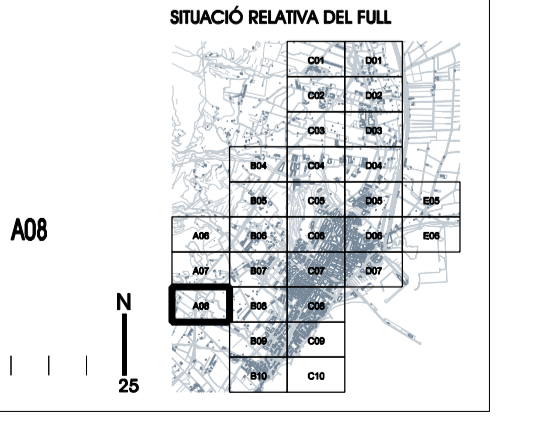 SITUACIÓ RELATIVA DEL FULL
C01 D01
C02 D02
C03 D03
B04 C04 D04
B05 C05 D05 E05
A08
A06 B06 C06 D06 E06
A07 B07 C07 D07
A08 B08 C08
N
B09 C09
B10 C10
25